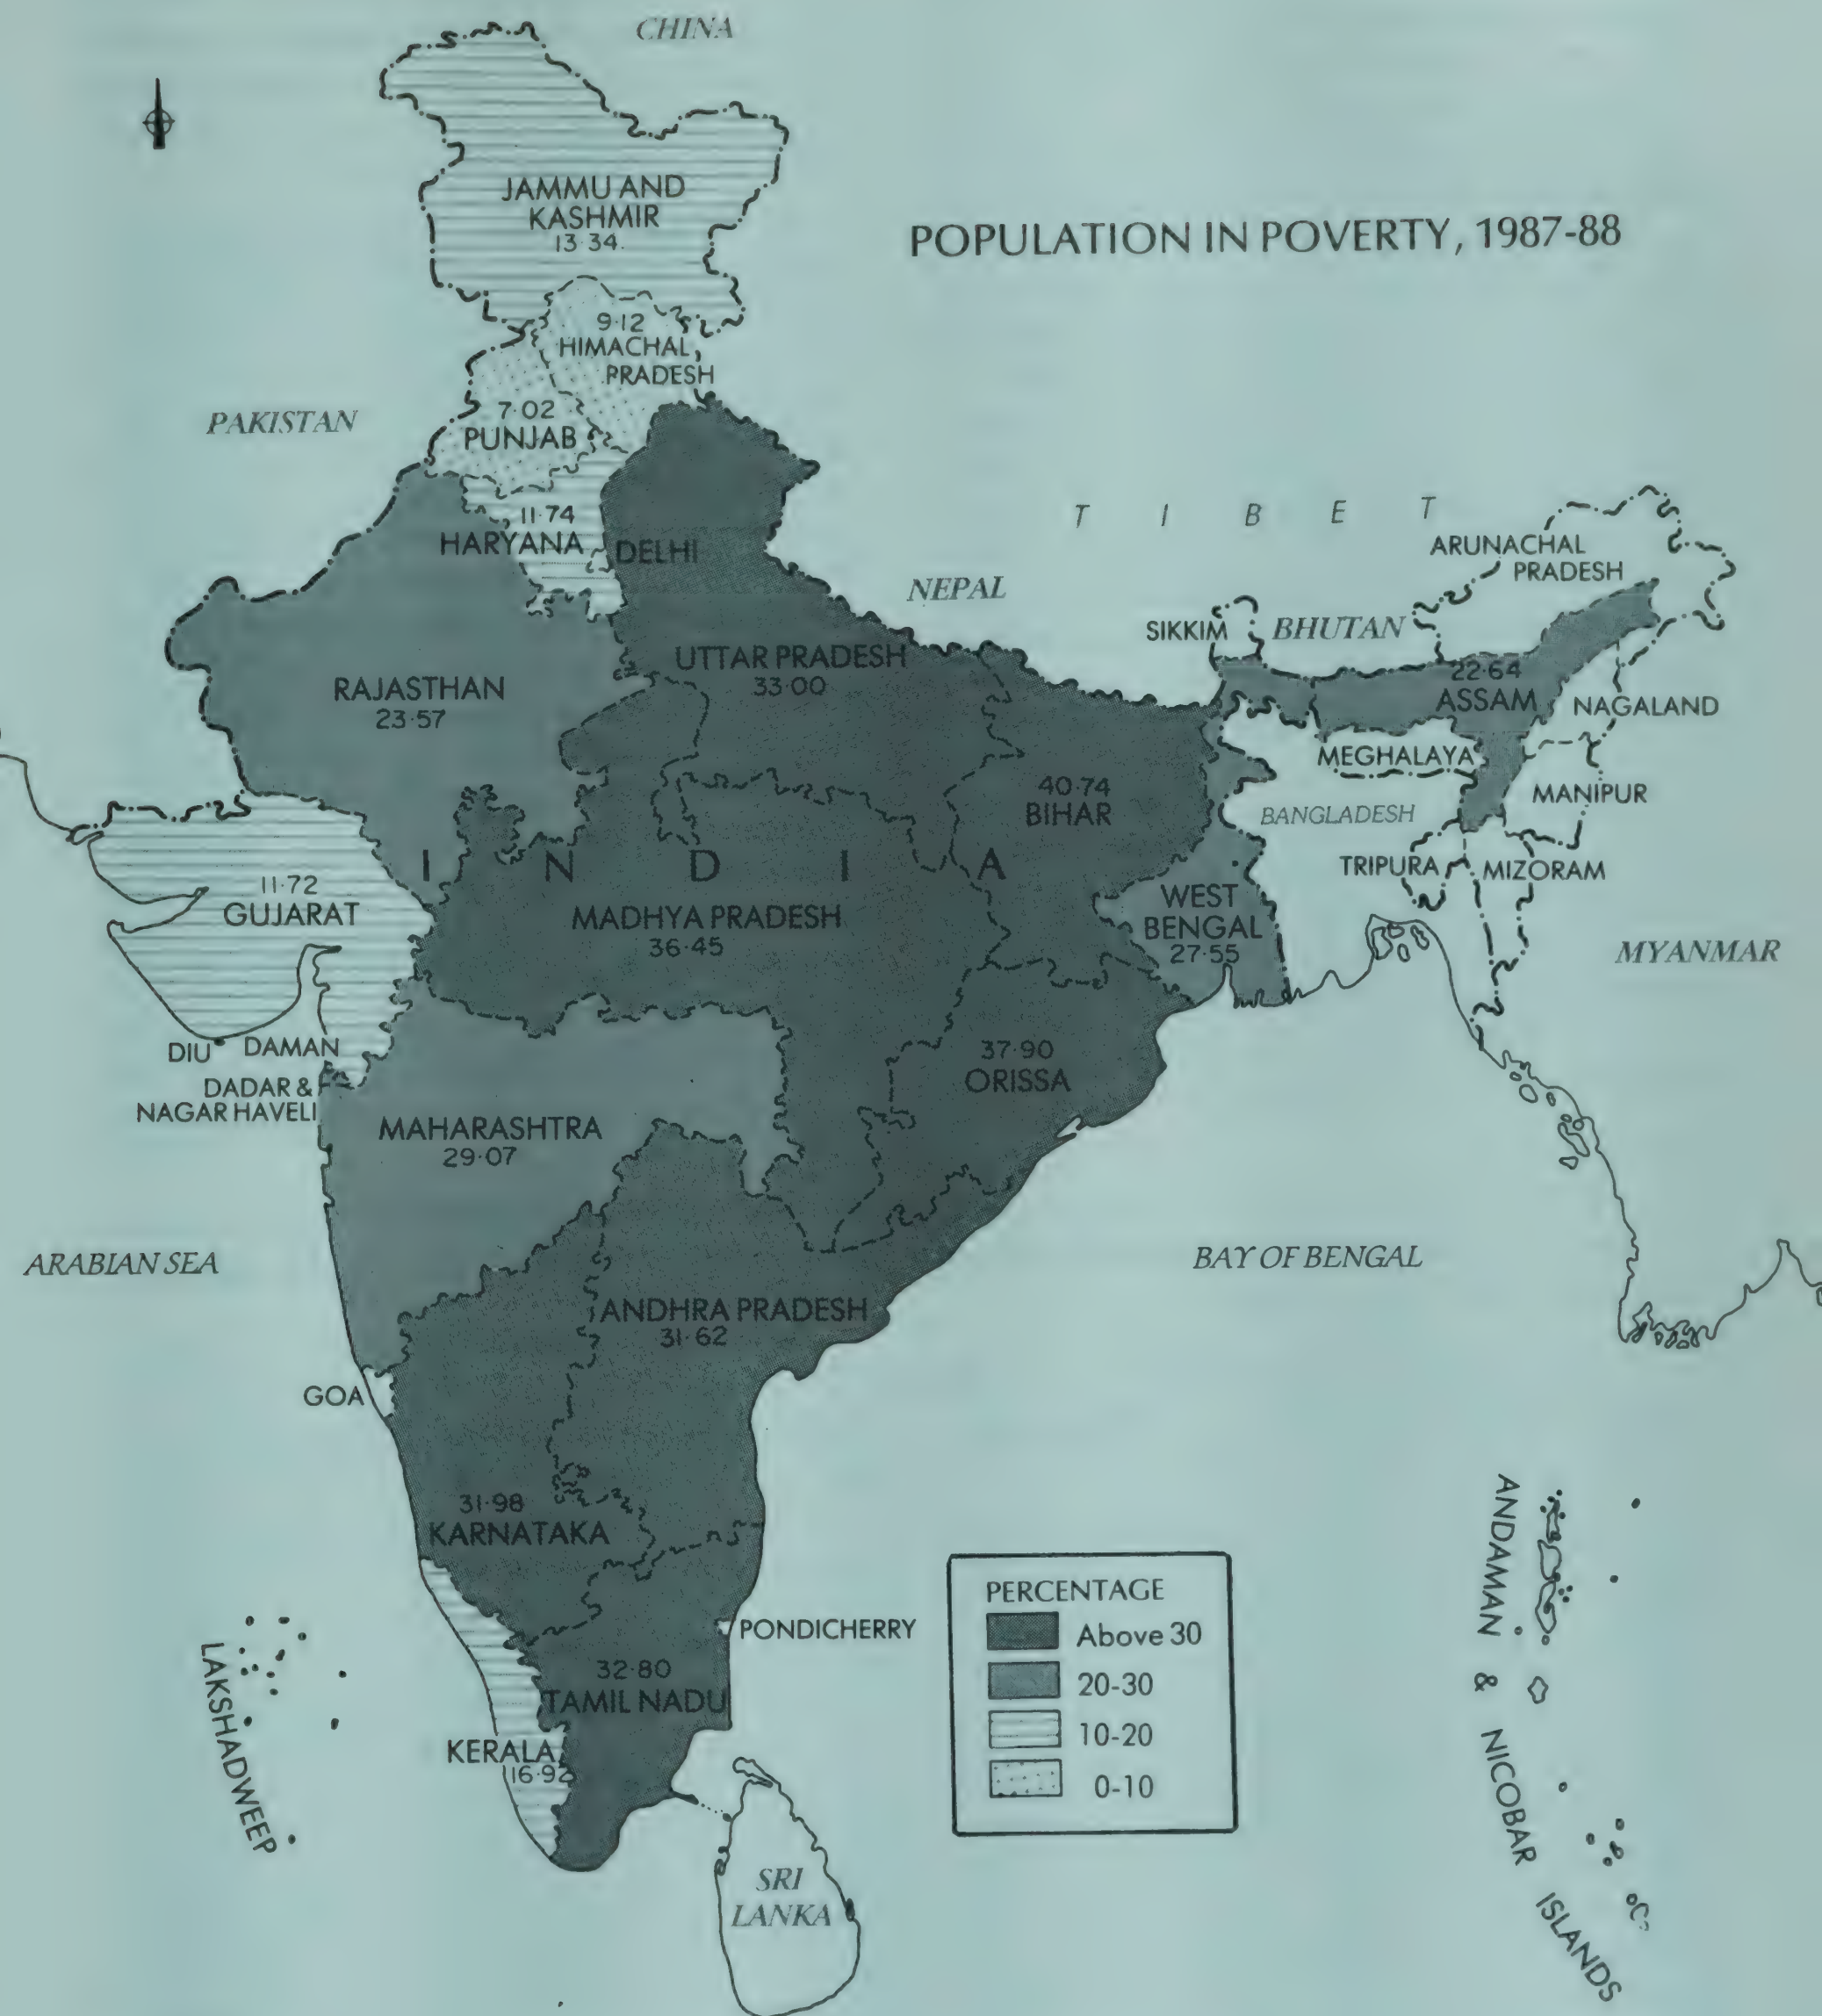 CHINA
JAMMU AND
KASHMIR
13·34.
POPULATION IN POVERTY, 1987-88
9·12
HIMACHAL
PRADESH
PAKISTAN
7·02
PUNJAB
11·74
HARYANA
DELHI
T I B E T
ARUNACHAL
PRADESH
NEPAL
SIKKIM
BHUTAN
UTTAR PRADESH
33·00
RAJASTHAN
23·57
22·64
ASSAM
NAGALAND
MEGHALAYA
MANIPUR
40·74
BIHAR
BANGLADESH
TRIPURA
MIZORAM
I N D I A
11·72
GUJARAT
MADHYA PRADESH
36·45
WEST
BENGAL
27·55
MYANMAR
DIU
DAMAN
DADAR &
NAGAR HAVELI
37·90
ORISSA
MAHARASHTRA
29·07
ARABIAN SEA
BAY OF BENGAL
ANDHRA PRADESH
31·62
GOA
31·98
KARNATAKA
PONDICHERRY
32·80
TAMIL NADU
KERALA
16·92
LAKSHADWEEP
SRI
LANKA
PERCENTAGE
Above 30
20-30
10-20
0-10
ANDAMAN & NICOBAR ISLANDS